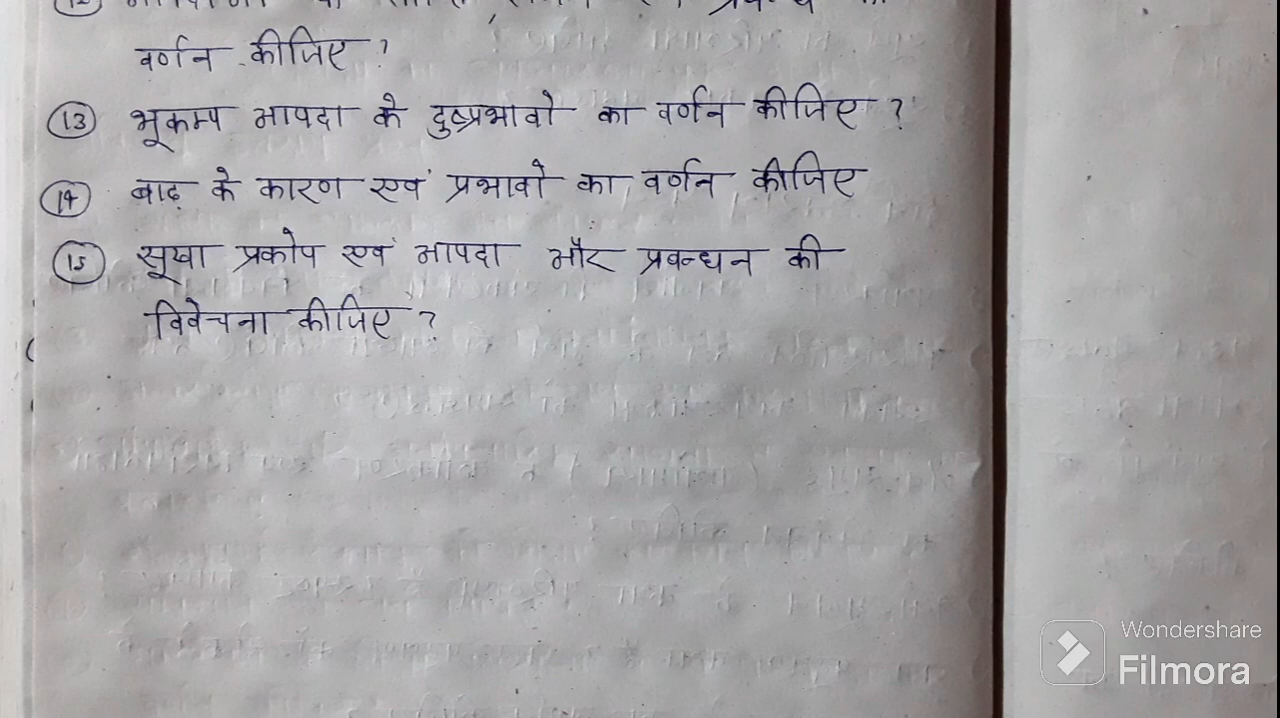 वर्णन कीजिए ?
13 भूकम्प आपदा के दुष्प्रभावो का वर्णन कीजिए ?
14 बाढ़ के कारण एवं प्रभावो का वर्णन कीजिए
15 सूखा प्रकोप एवं आपदा और प्रबन्धन की
विवेचना कीजिए ?
Wondershare
Filmora